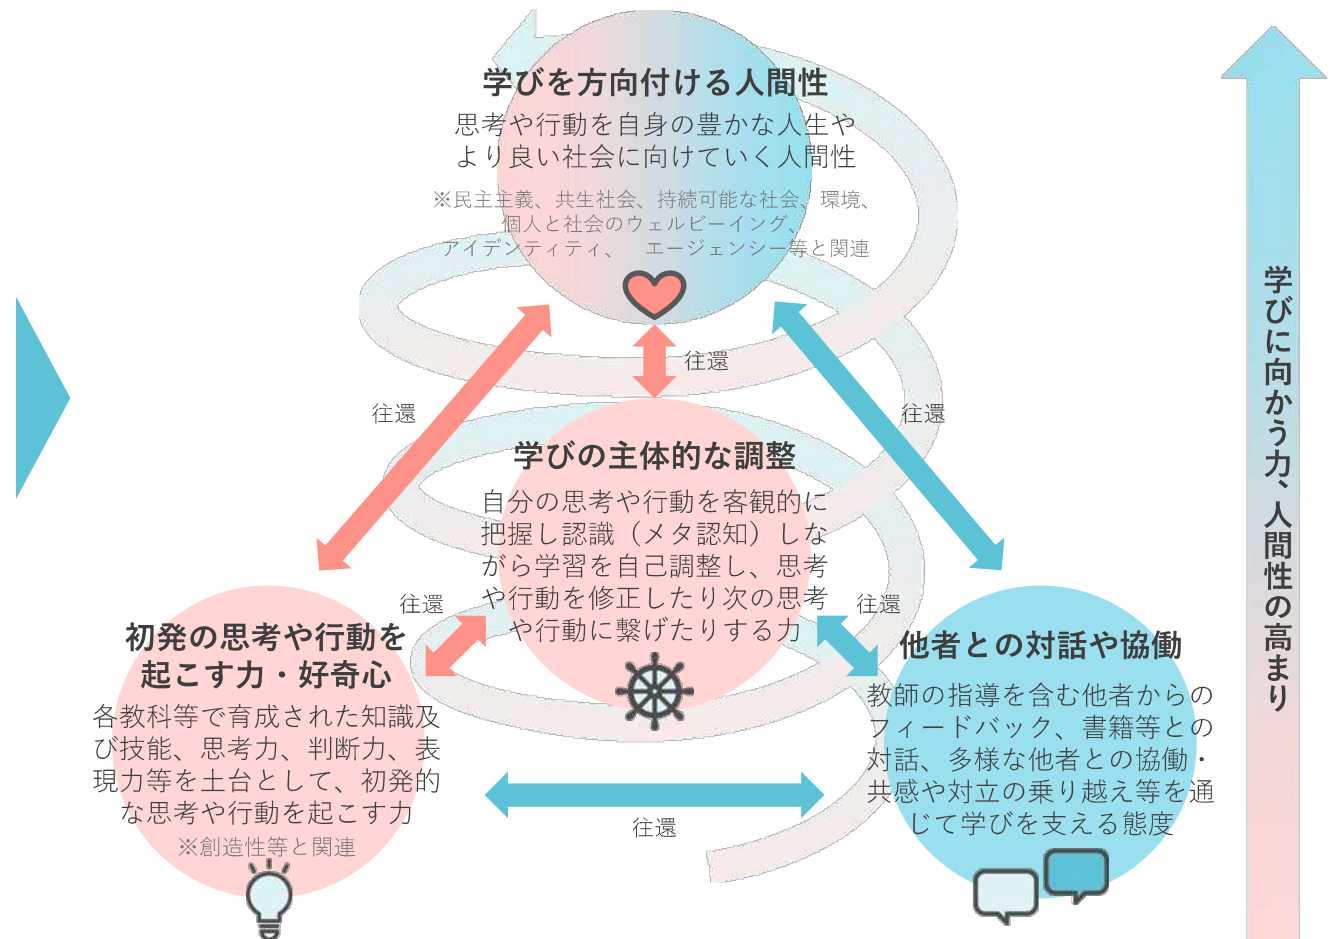 学びを方向付ける人間性
思考や行動を自身の豊かな人生や
より良い社会に向けていく人間性
※民主主義、共生社会、持続可能な社会、環境、
個人と社会のウェルビーイング、
アイデンティティ、　エージェンシー等と関連
往還
往還
往還
学びの主体的な調整
自分の思考や行動を客観的に
把握し認識（メタ認知）しな
がら学習を自己調整し、思考
や行動を修正したり次の思考
や行動に繋げたりする力
往還
往還
初発の思考や行動を
起こす力・好奇心
各教科等で育成された知識及
び技能、思考力、判断力、表
現力等を土台として、初発的
な思考や行動を起こす力
※創造性等と関連
往還
他者との対話や協働
教師の指導を含む他者からの
フィードバック、書籍等との
対話、多様な他者との協働・
共感や対立の乗り越え等を通
じて学びを支える態度
学びに向かう力、人間性の高まり